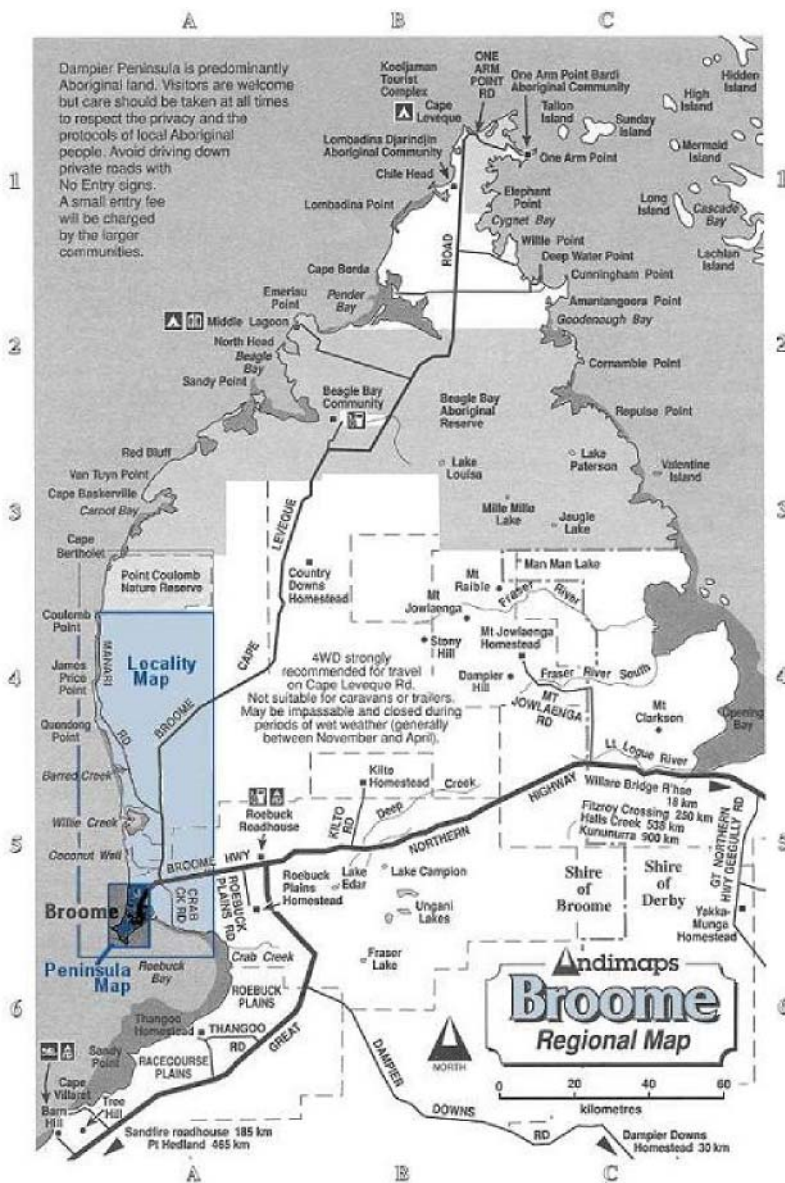 A
B
C
Dampier Peninsula is predominantly
Aboriginal land. Visitors are welcome
but care should be taken at all times
to respect the privacy and the
protocols of local Aboriginal
people. Avoid driving down
private roads with
No Entry signs.
A small entry fee
will be charged
by the larger
communities.
Kooljaman
Tourist
Complex
Cape
Leveque
ONE
ARM
POINT
RD
One Arm Point Bardi
Aboriginal Community
Tallon
Island
Sunday
Island
High
Island
Hidden
Island
Mermaid
Island
Lombadina Djarindjin
Aboriginal Community
Chile Head
One Arm Point
1
1
Lombadina Point
Elephant
Point
Cygnet Bay
Long
Island
Cascade
Bay
Lachlan
Island
ROAD
Willie Point
Deep Water Point
Cunningham Point
Cape Borda
Pender
Bay
Emeriau
Point
Amanlangoora Point
Goodenough Bay
Middle Lagoon
2
2
North Head
Beagle
Bay
Sandy Point
Cornamble Point
Beagle Bay
Community
Beagle Bay
Aboriginal
Reserve
Repulse Point
Red Bluff
Van Tuyn Point
Lake
Louisa
Lake
Paterson
Valentine
Island
Cape Baskerville
Carnot Bay
3
3
LEVEQUE
Mille Mille
Lake
Jaugle
Lake
Cape
Bertholet
Point Coulomb
Nature Reserve
Country
Downs
Homestead
Mt
Raible
Man Man Lake
Mt
Jowlaenga
Fraser
River
Coulomb
Point
MANARI
RD
Locality
Map
Stony
Hill
Mt Jowlaenga
Homestead
James
Price
Point
4
4
CAPE
BROOME
4WD strongly
recommended for travel
on Cape Leveque Rd.
Not suitable for caravans or trailers.
May be impassable and closed during
periods of wet weather (generally
between November and April).
Dampier
Hill
Fraser River South
MT
JOWLAENGA
RD
Mt
Clarkson
Opening
Bay
Quondong
Point
Lt Logue River
Barred Creek
Kilto
Homestead
Deep
Creek
HIGHWAY
Willare Bridge R'hse
18 km
Fitzroy Crossing 250 km
Halls Creek 535 km
Kununurra 900 km
Willie Creek
Roebuck
Roadhouse
KILTO
RD
NORTHERN
GT NORTHERN
HWY
GEEGULLY RD
5
5
Coconut Well
BROOME HWY
Lake
Edar
Lake Campion
Roebuck
Plains
Homestead
ROEBUCK
PLAINS RD
CRAB
CK RD
Ungani
Lakes
Shire
of
Broome
Shire
of
Derby
Yakka-
Munga
Homestead
Broome
Peninsula
Map
Roebuck
Bay
Crab Creek
Fraser
Lake
Andimaps
Broome
Regional Map
ROEBUCK
PLAINS
6
6
Thangoo
Homestead
THANGOO
RD
GREAT
Sandy
Point
RACECOURSE
PLAINS
NORTH
DAMPIER
DOWNS
RD
0
20
40
60
kilometres
Cape
Villaret
Barn
Hill
Tree
Hill
Sandfire roadhouse 185 km
Pt Hedland 465 km
Dampier Downs
Homestead 30 km
A
B
C